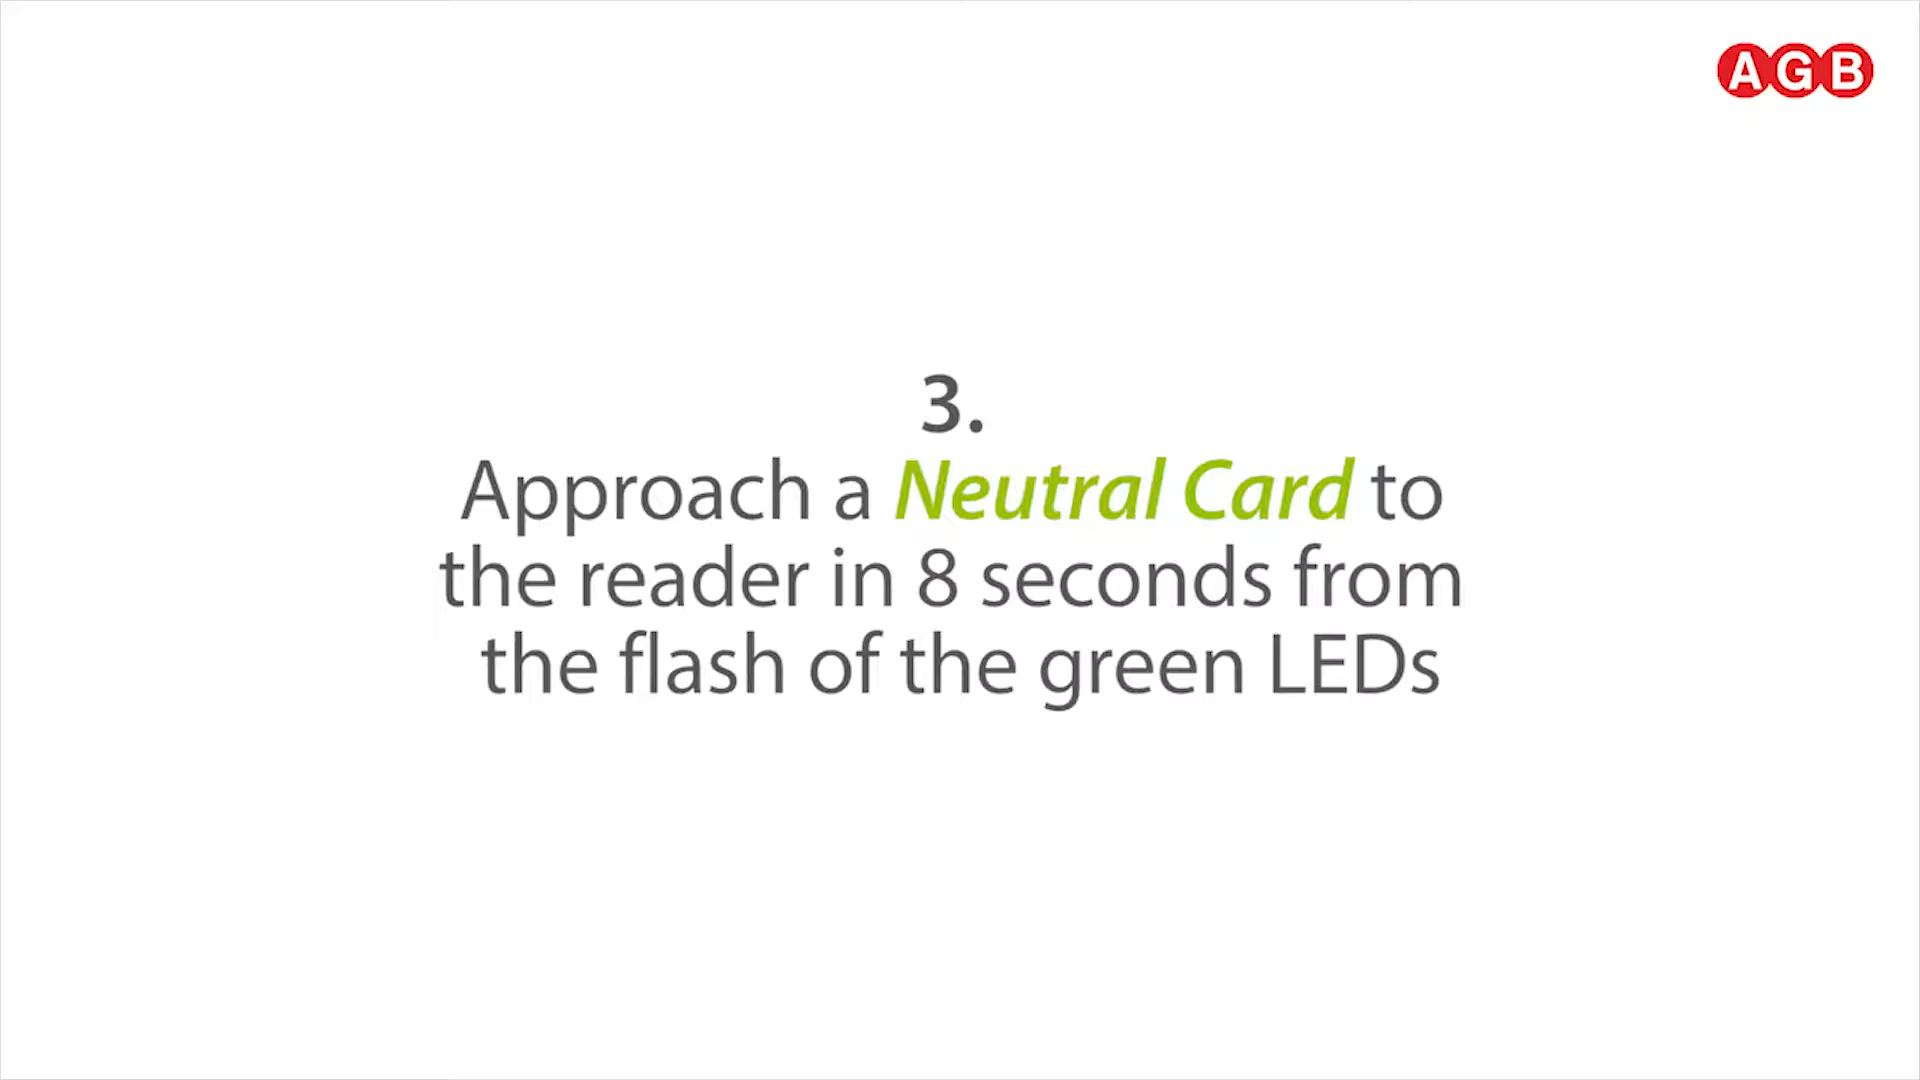 AGB
3.
Approach a Neutral Card to
the reader in 8 seconds from
the flash of the green LEDs